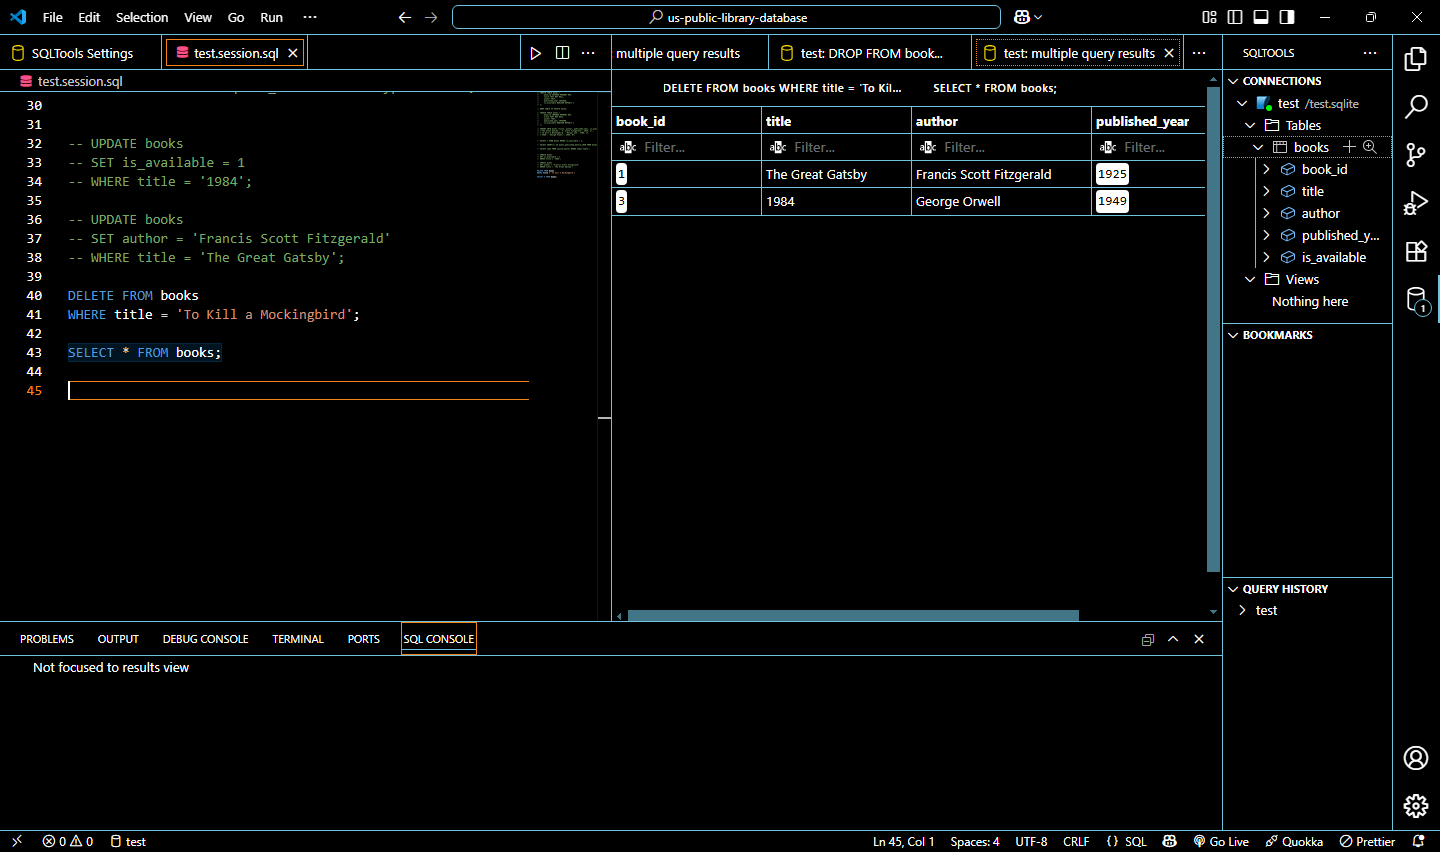 File Edit Selection View Go Run ···
us-public-library-database
SQLTools Settings
test.session.sql
multiple query results
test: DROP FROM book...
test: multiple query results
SQLTOOLS
test.session.sql
30
31
32 -- UPDATE books
33 -- SET is_available = 1
34 -- WHERE title = '1984';
35
36 -- UPDATE books
37 -- SET author = 'Francis Scott Fitzgerald'
38 -- WHERE title = 'The Great Gatsby';
39
40 DELETE FROM books
41 WHERE title = 'To Kill a Mockingbird';
42
43 SELECT * FROM books;
44
45
DELETE FROM books WHERE title = 'To Kil... SELECT * FROM books;
book_id title author published_year
abc Filter... abc Filter... abc Filter... abc Filter...
1 The Great Gatsby Francis Scott Fitzgerald 1925
3 1984 George Orwell 1949
CONNECTIONS
test /test.sqlite
Tables
books
book_id
title
author
published_y...
is_available
Views
Nothing here
BOOKMARKS
QUERY HISTORY
test
1
PROBLEMS OUTPUT DEBUG CONSOLE TERMINAL PORTS SQL CONSOLE
Not focused to results view
0 0 test Ln 45, Col 1 Spaces: 4 UTF-8 CRLF SQL Go Live Quokka Prettier